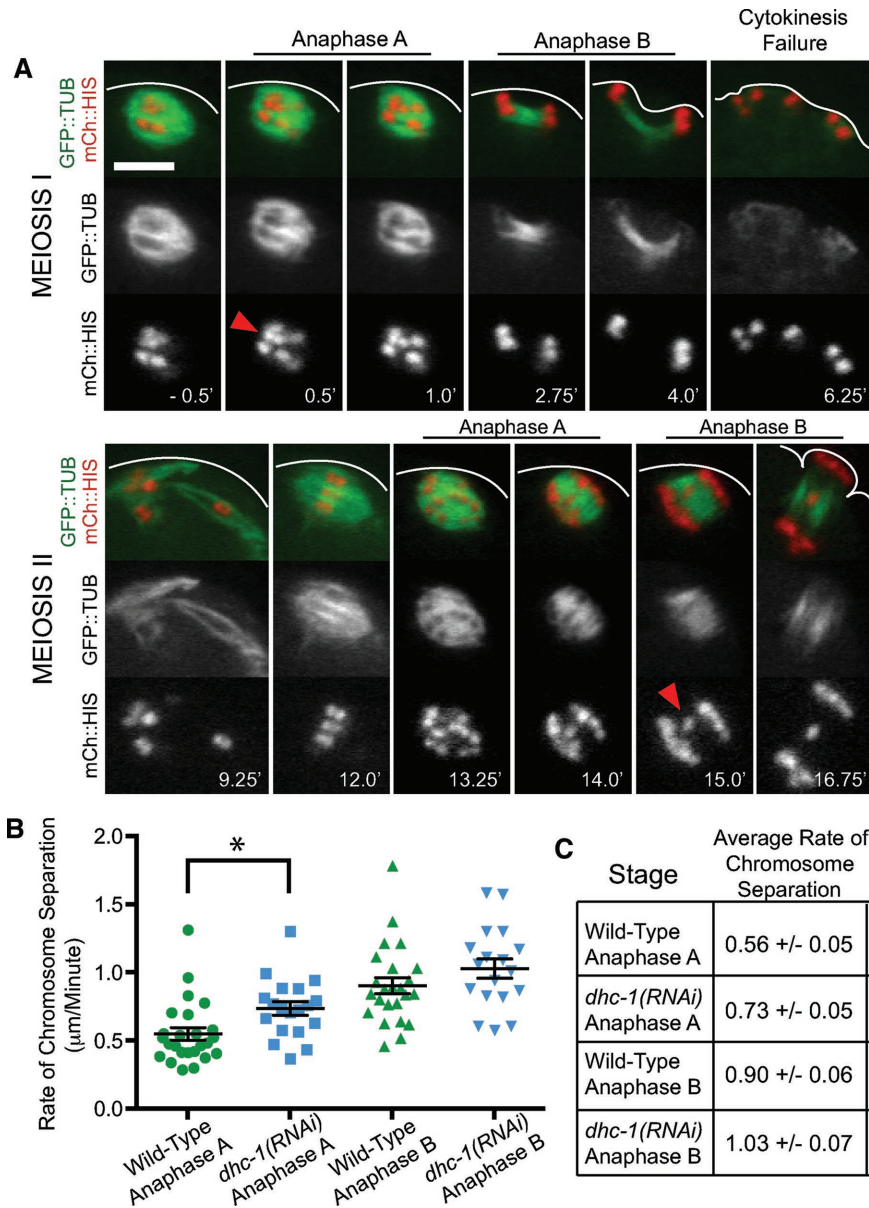 A
Anaphase A
Anaphase B
Cytokinesis
Failure
MEIOSIS I
GFP::TUB
mCh::HIS
GFP::TUB
mCh::HIS
- 0.5'
0.5'
1.0'
2.75'
4.0'
6.25'
Anaphase A
Anaphase B
MEIOSIS II
GFP::TUB
mCh::HIS
GFP::TUB
mCh::HIS
9.25'
12.0'
13.25'
14.0'
15.0'
16.75'
B
Rate of Chromosome Separation
(µm/Minute)
2.0
1.5
1.0
0.5
0.0
*
Wild-Type
Anaphase A
dhc-1(RNAi)
Anaphase A
Wild-Type
Anaphase B
dhc-1(RNAi)
Anaphase B
C
Stage
Average Rate of
Chromosome
Separation
Wild-Type
Anaphase A
0.56 +/- 0.05
dhc-1(RNAi)
Anaphase A
0.73 +/- 0.05
Wild-Type
Anaphase B
0.90 +/- 0.06
dhc-1(RNAi)
Anaphase B
1.03 +/- 0.07